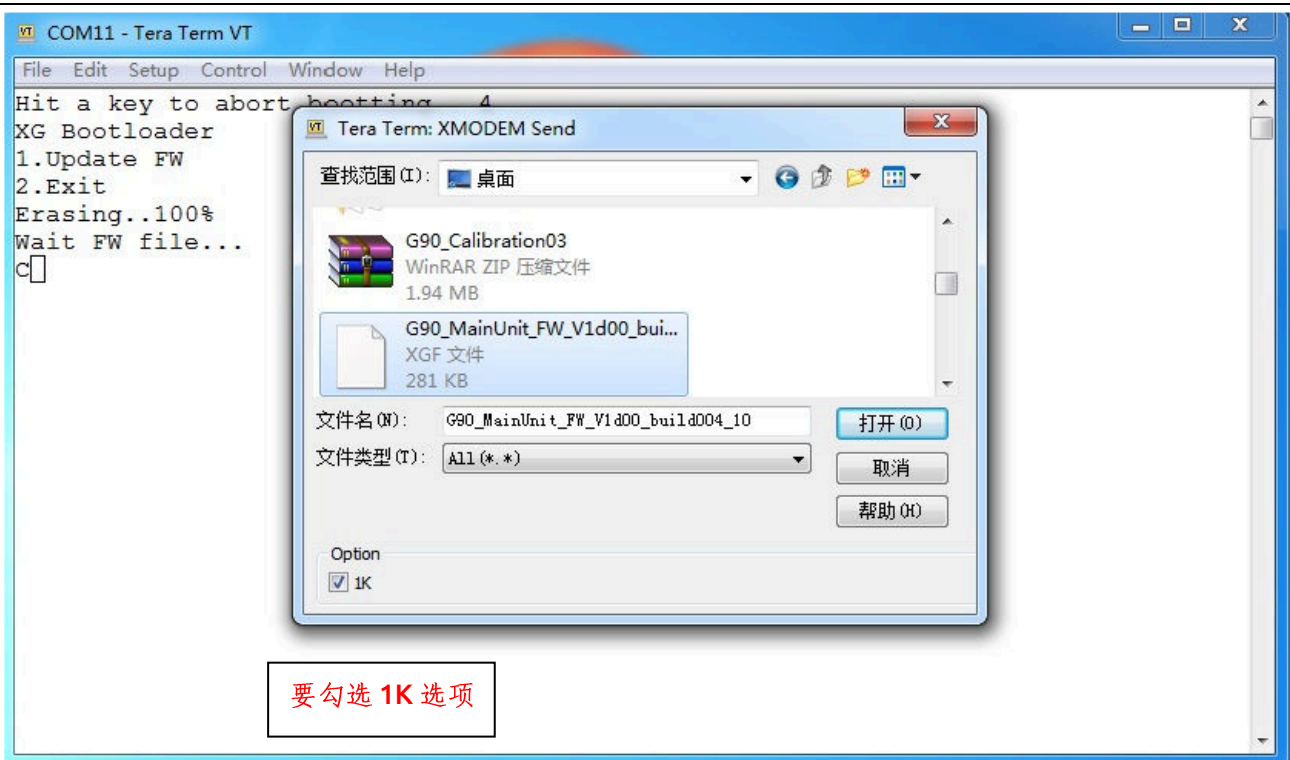 COM11 - Tera Term VT
File Edit Setup Control Window Help
Hit a key to abort bootting 4
XG Bootloader
1.Update FW
2.Exit
Erasing..100%
Wait FW file...
C
Tera Term: XMODEM Send
查找范围(I):
桌面
G90_Calibration03
WinRAR ZIP 压缩文件
1.94 MB
G90_MainUnit_FW_V1d00_bui...
XGF 文件
281 KB
文件名(N):
G90_MainUnit_FW_V1d00_build004_10
打开(O)
文件类型(T):
All(*.*)
取消
帮助(H)
Option
1K
要勾选 1K 选项